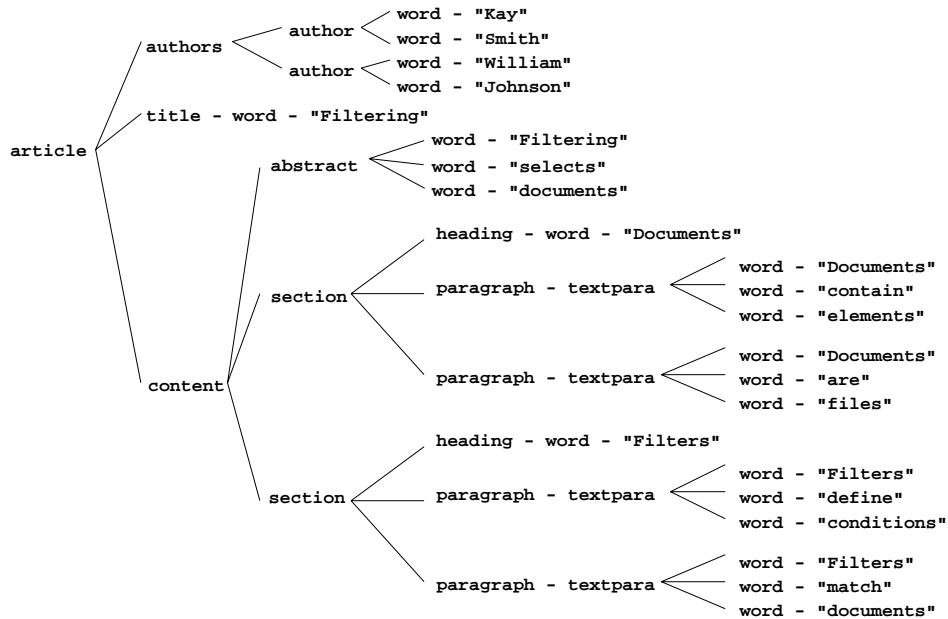 word - "Kay"
author
word - "Smith"
authors
word - "William"
author
word - "Johnson"
title - word - "Filtering"
article
word - "Filtering"
abstract
word - "selects"
word - "documents"
heading - word - "Documents"
word - "Documents"
section
paragraph - textpara
word - "contain"
word - "elements"
word - "Documents"
content
paragraph - textpara
word - "are"
word - "files"
heading - word - "Filters"
word - "Filters"
section
paragraph - textpara
word - "define"
word - "conditions"
word - "Filters"
paragraph - textpara
word - "match"
word - "documents"